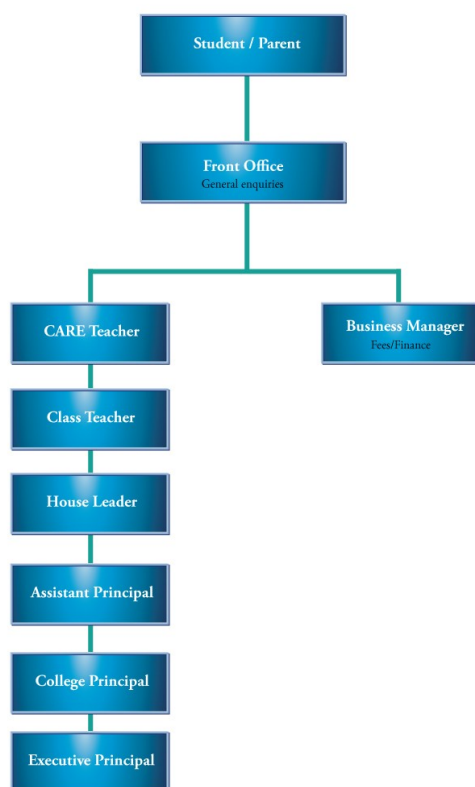 Student / Parent
Front Office
General enquiries
CARE Teacher
Business Manager
Fees/Finance
Class Teacher
House Leader
Assistant Principal
College Principal
Executive Principal